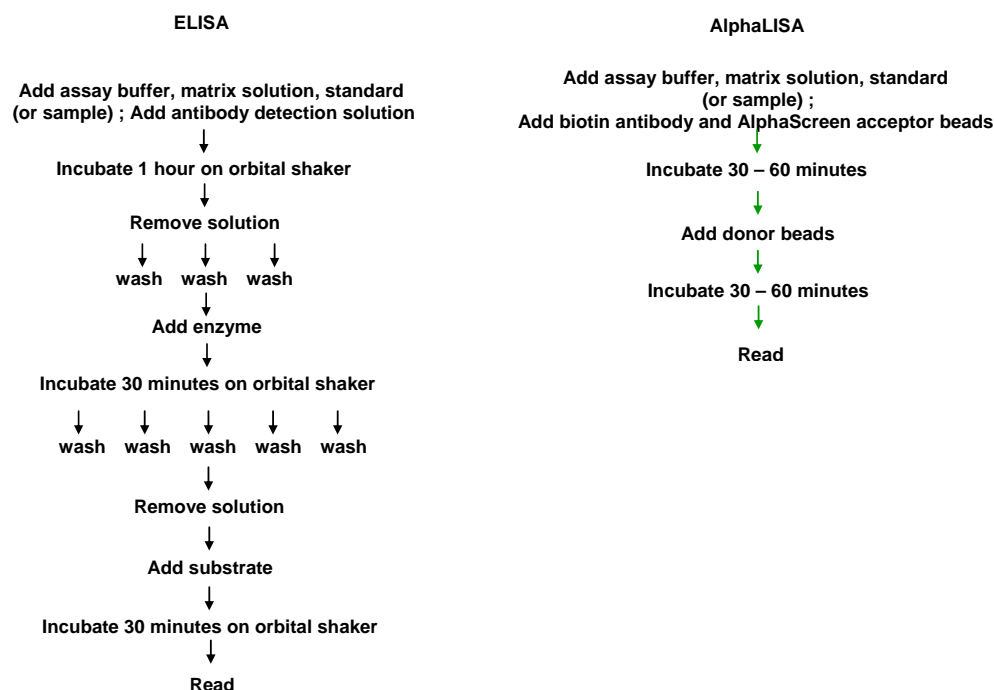 ELISA
Add assay buffer, matrix solution, standard
(or sample) ; Add antibody detection solution
Incubate 1 hour on orbital shaker
Remove solution
wash wash wash
Add enzyme
Incubate 30 minutes on orbital shaker
wash wash wash wash wash
Remove solution
Add substrate
Incubate 30 minutes on orbital shaker
Read
AlphaLISA
Add assay buffer, matrix solution, standard
(or sample) ;
Add biotin antibody and AlphaScreen acceptor beads
Incubate 30 – 60 minutes
Add donor beads
Incubate 30 – 60 minutes
Read